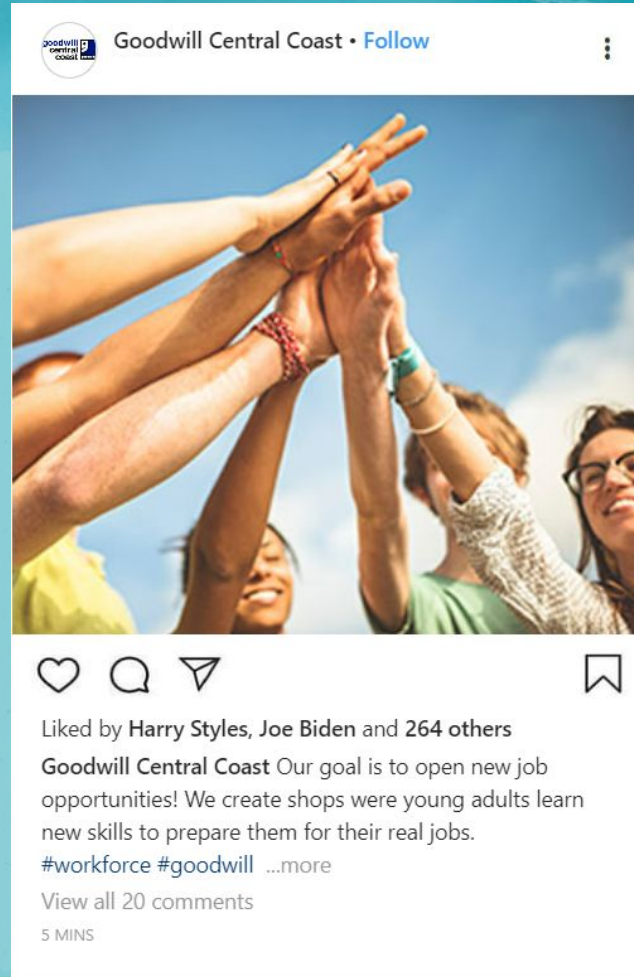 goodwill
central
coast
Goodwill Central Coast • Follow
Liked by Harry Styles, Joe Biden and 264 others
Goodwill Central Coast Our goal is to open new job
opportunities! We create shops were young adults learn
new skills to prepare them for their real jobs.
#workforce #goodwill ...more
View all 20 comments
5 MINS